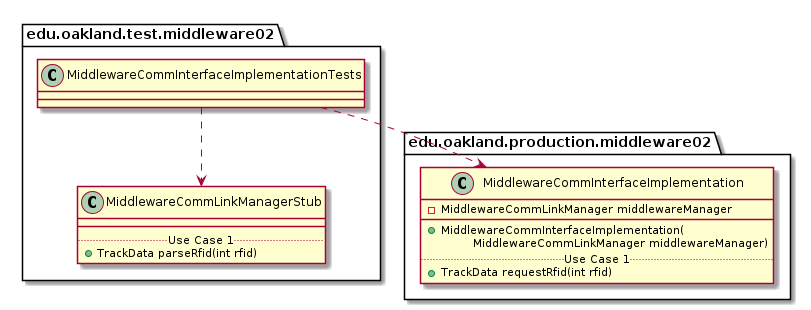 edu.oakland.test.middleware02
C MiddlewareCommInterfaceImplementationTests
C MiddlewareCommLinkManagerStub
Use Case 1
TrackData parseRfid(int rfid)
edu.oakland.production.middleware02
C MiddlewareCommInterfaceImplementation
MiddlewareCommLinkManager middlewareManager
MiddlewareCommInterfaceImplementation(
MiddlewareCommLinkManager middlewareManager)
Use Case 1
TrackData requestRfid(int rfid)